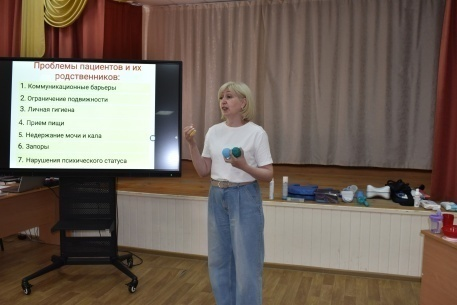 Проблемы пациентов и их
родственников:
1. Коммуникационные барьеры
2. Ограничение подвижности
3. Личная гигиена
4. Прием пищи
5. Недержание мочи и кала
6. Запоры
7. Нарушения психического статуса